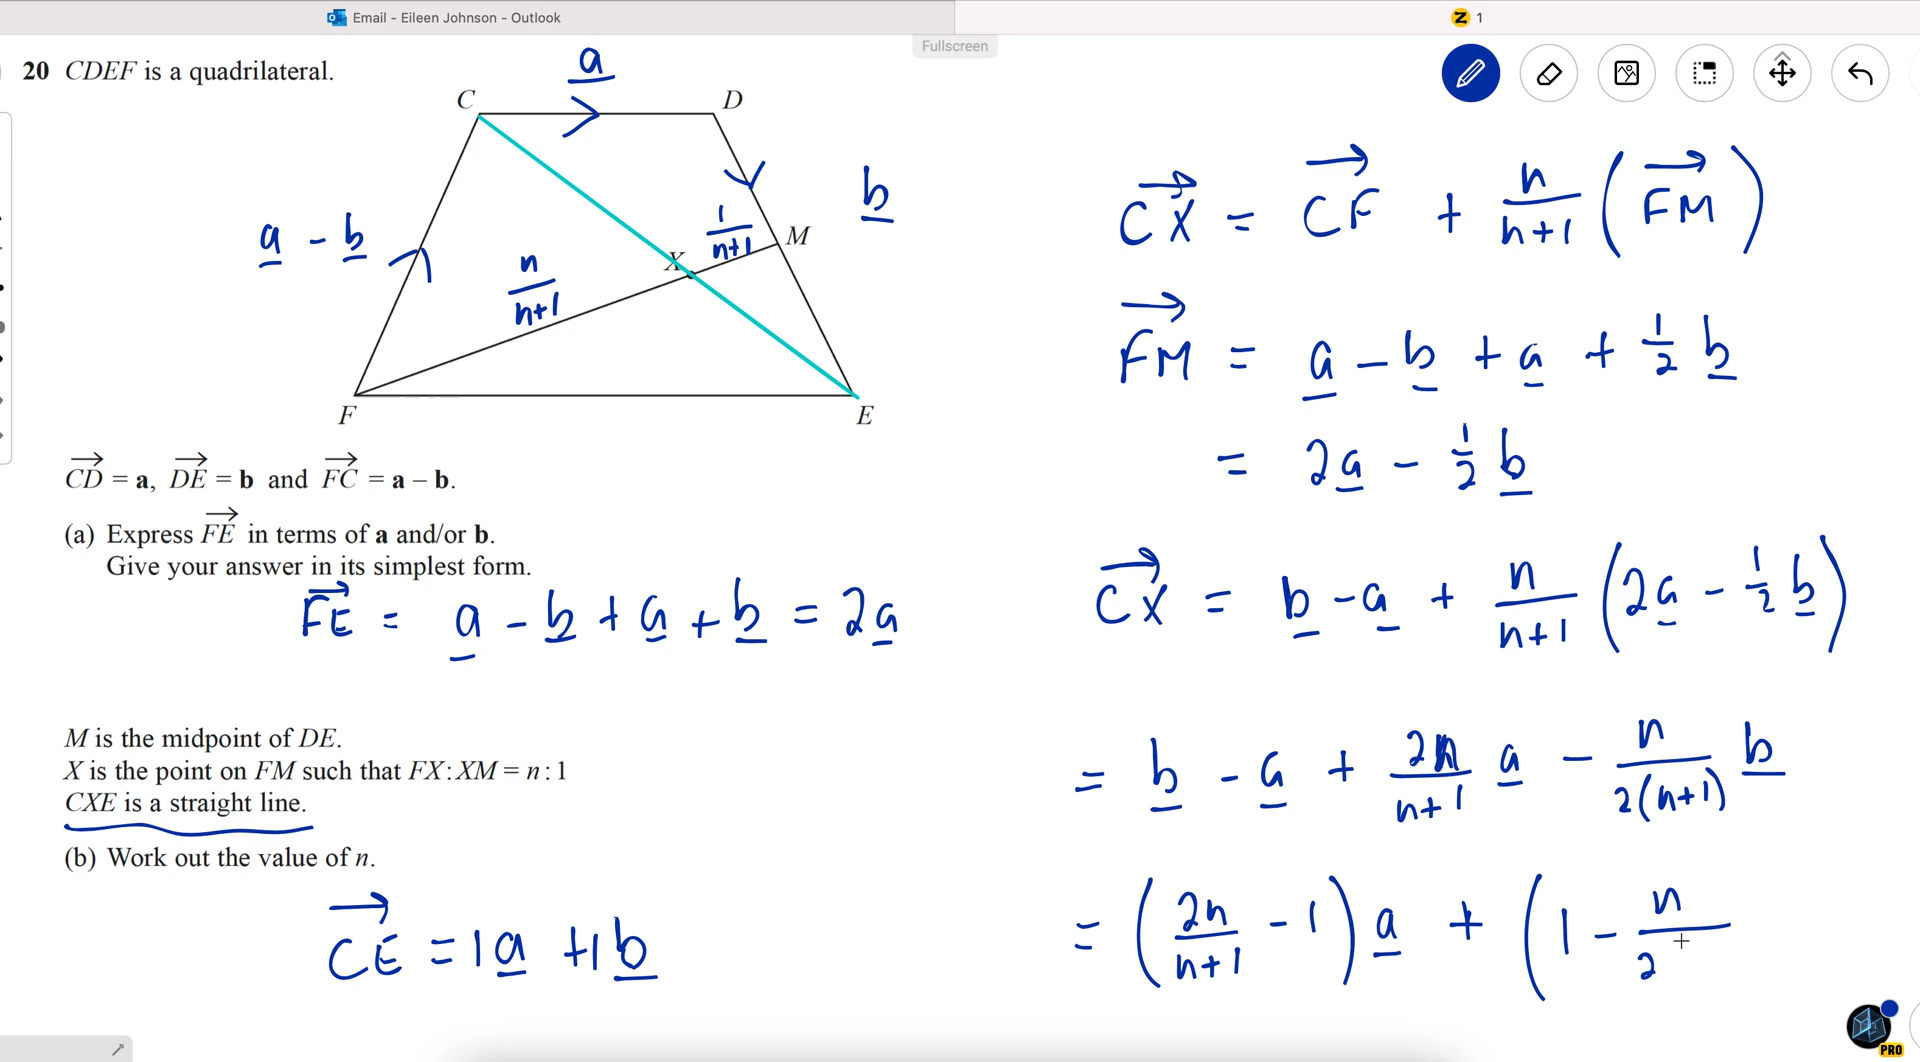 Email - Eileen Johnson - Outlook
1
Fullscreen
20 CDEF is a quadrilateral.
a
C
D
b
a - b
1/(n+1)
M
X
n/(n+1)
F
E
CD = a, DE = b and FC = a – b.
(a) Express FE in terms of a and/or b.
Give your answer in its simplest form.
FE = a - b + a + b = 2a
M is the midpoint of DE.
X is the point on FM such that FX : XM = n : 1
CXE is a straight line.
(b) Work out the value of n.
CE = 1a + 1b
CX = CF + n/(n+1) (FM)
FM = a - b + a + 1/2 b
= 2a - 1/2 b
CX = b - a + n/(n+1) (2a - 1/2 b)
= b - a + 2n/(n+1) a - n/(2(n+1)) b
= (2n/(n+1) - 1) a + (1 - n/2
PRO